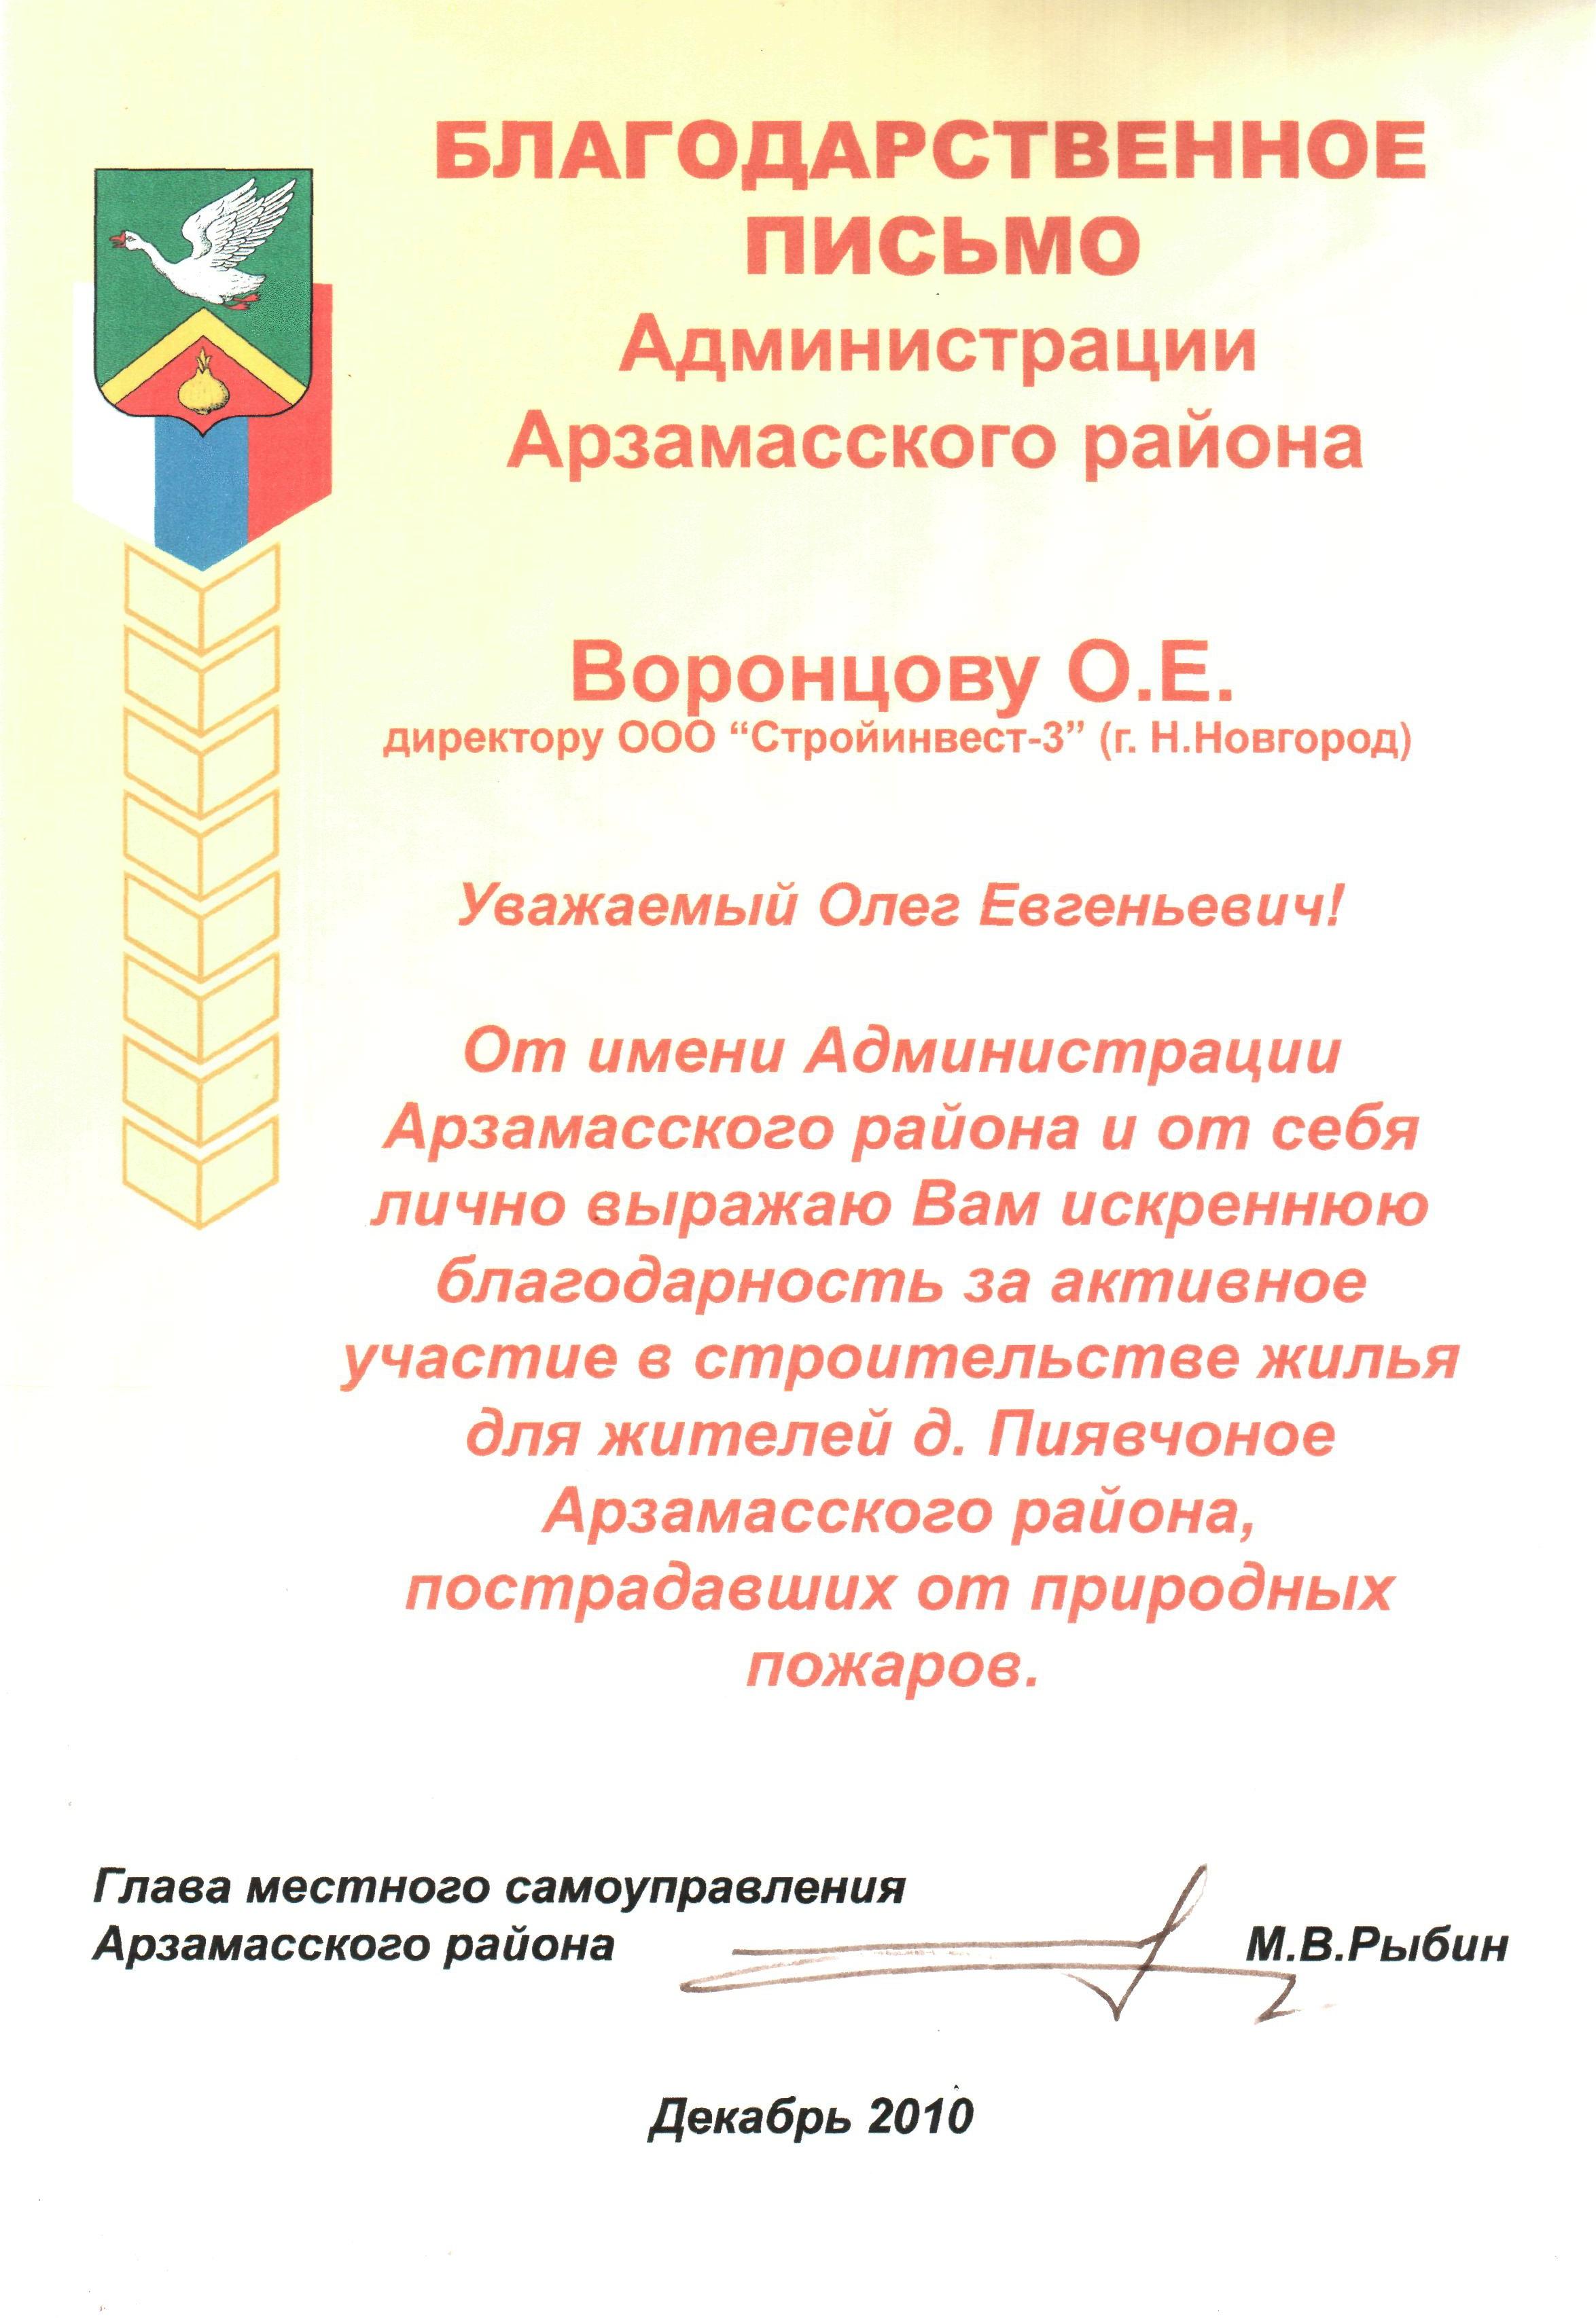 БЛАГОДАРСТВЕННОЕ
ПИСЬМО
Администрации
Арзамасского района
Воронцову О.Е.
директору ООО “Стройинвест-3” (г. Н.Новгород)
Уважаемый Олег Евгеньевич!
От имени Администрации
Арзамасского района и от себя
лично выражаю Вам искреннюю
благодарность за активное
участие в строительстве жилья
для жителей д. Пиявчоное
Арзамасского района,
пострадавших от природных
пожаров.
Глава местного самоуправления
Арзамасского района М.В.Рыбин
Декабрь 2010